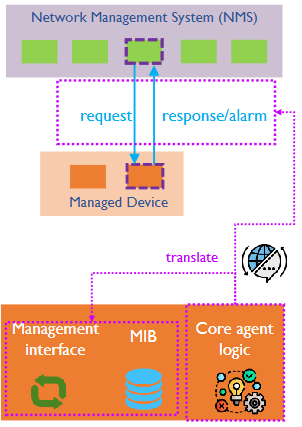 Network Management System (NMS)
request
response/alarm
Managed Device
translate
Management
interface
MIB
Core agent
logic